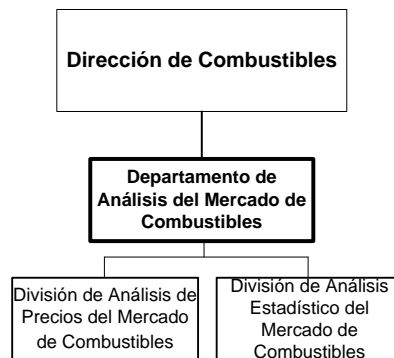 Dirección de Combustibles
Departamento de
Análisis del Mercado de
Combustibles
División de Análisis de
Precios del Mercado
de Combustibles
División de Análisis
Estadístico del
Mercado de
Combustibles